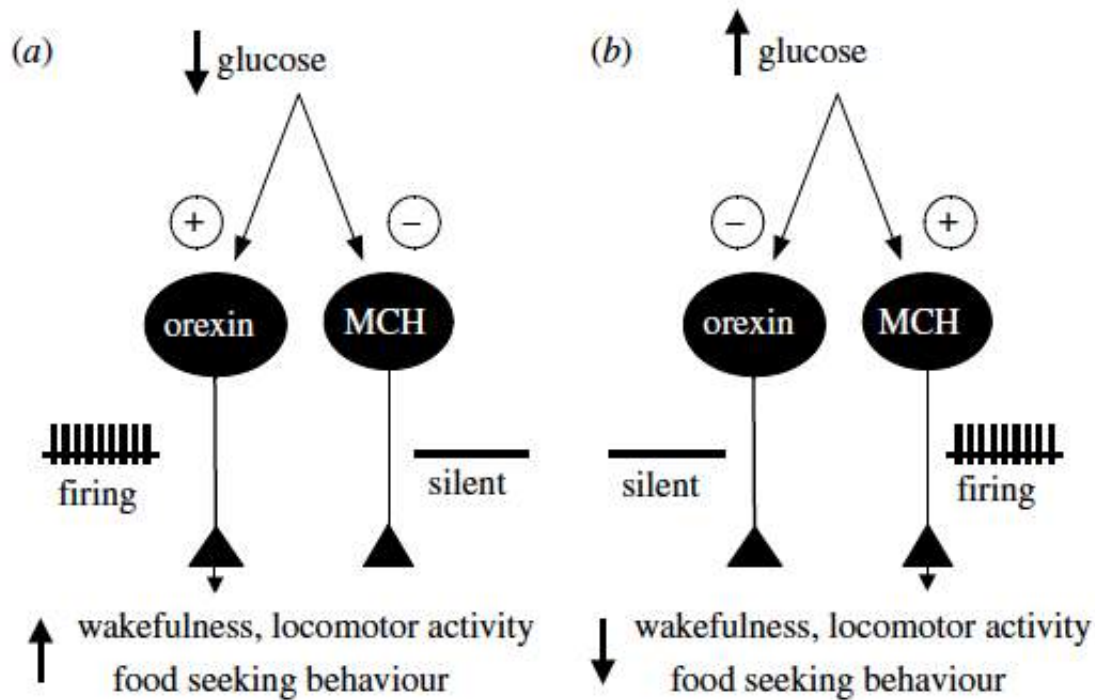 (a)
glucose
+
−
orexin
MCH
firing
silent
wakefulness, locomotor activity
food seeking behaviour
(b)
glucose
−
+
orexin
MCH
silent
firing
wakefulness, locomotor activity
food seeking behaviour